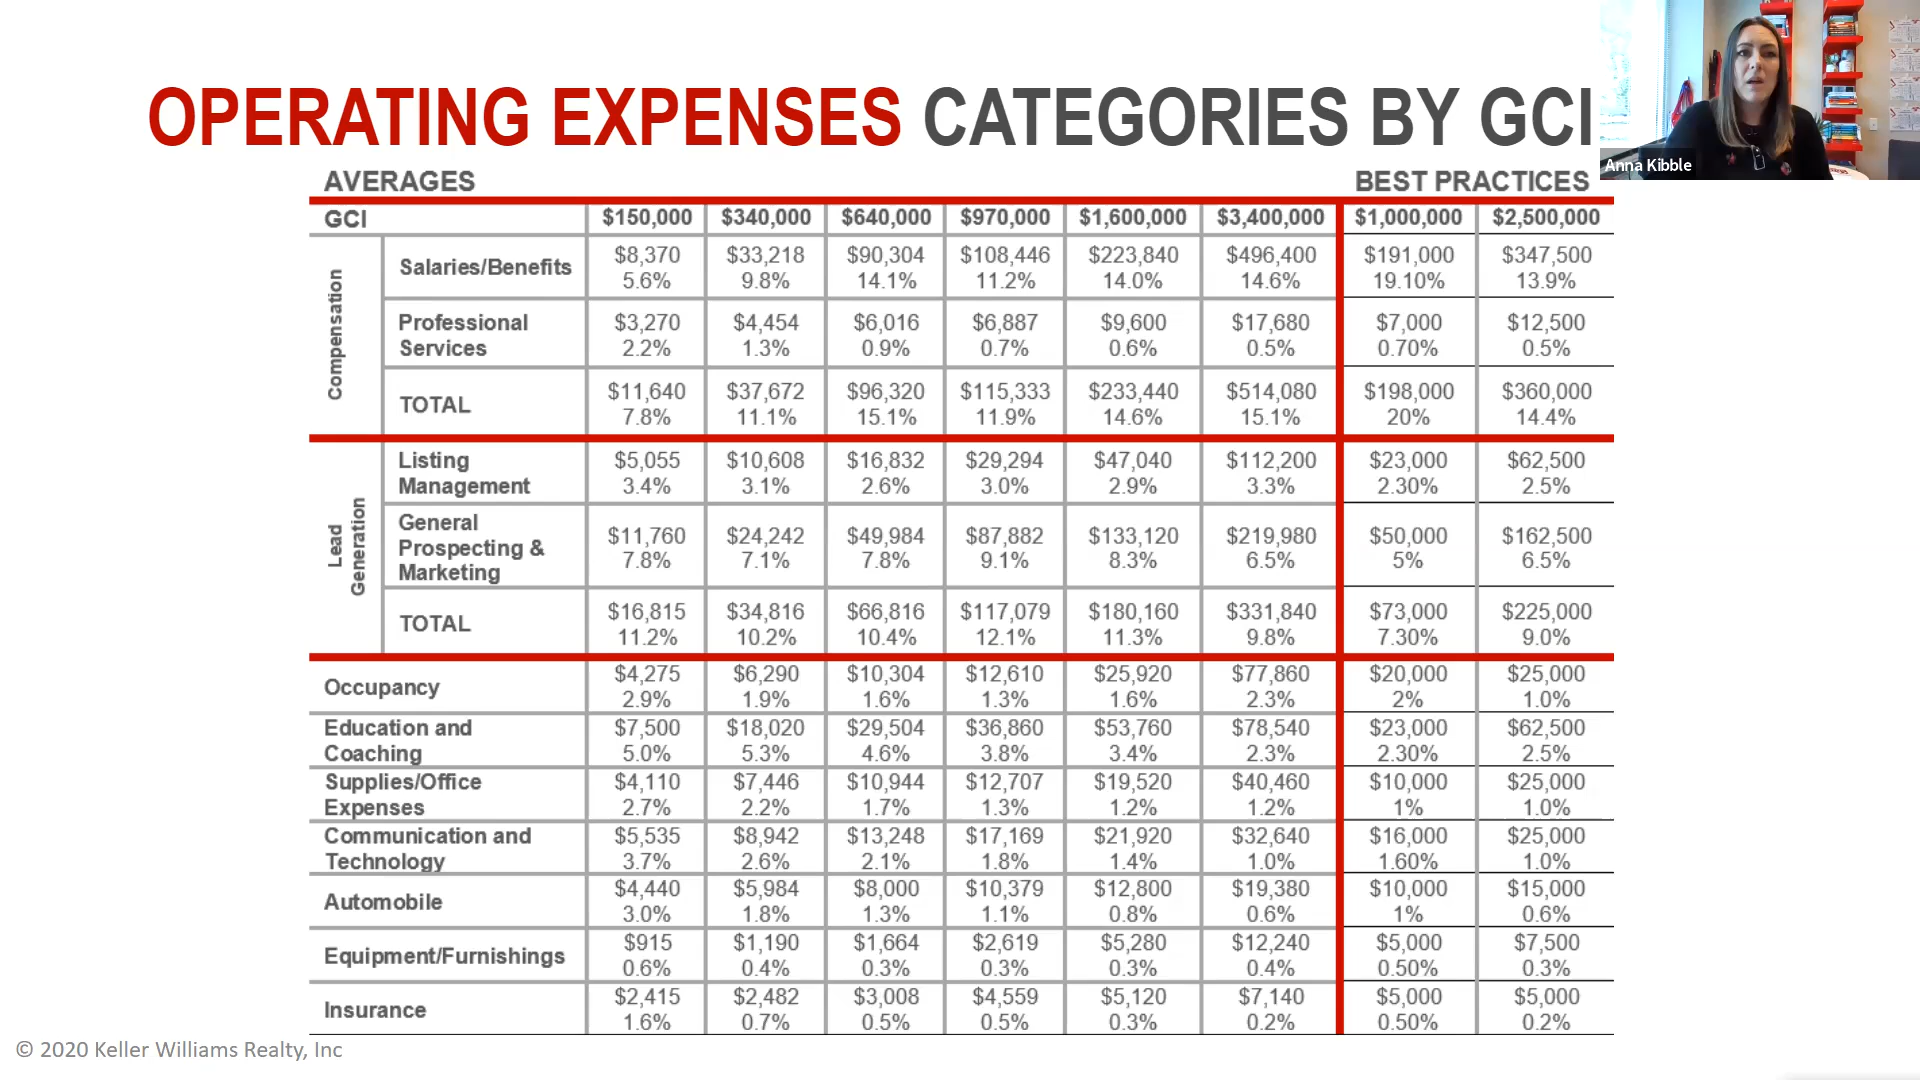 OPERATING EXPENSES CATEGORIES BY GCI
Anna Kibble
AVERAGES BEST PRACTICES
GCI $150,000 $340,000 $640,000 $970,000 $1,600,000 $3,400,000 $1,000,000 $2,500,000
Compensation
Salaries/Benefits
$8,370 $33,218 $90,304 $108,446 $223,840 $496,400 $191,000 $347,500
5.6% 9.8% 14.1% 11.2% 14.0% 14.6% 19.10% 13.9%
Professional $3,270 $4,454 $6,016 $6,887 $9,600 $17,680 $7,000 $12,500
Services 2.2% 1.3% 0.9% 0.7% 0.6% 0.5% 0.70% 0.5%
TOTAL
$11,640 $37,672 $96,320 $115,333 $233,440 $514,080 $198,000 $360,000
7.8% 11.1% 15.1% 11.9% 14.6% 15.1% 20% 14.4%
Lead
Generation
Listing $5,055 $10,608 $16,832 $29,294 $47,040 $112,200 $23,000 $62,500
Management 3.4% 3.1% 2.6% 3.0% 2.9% 3.3% 2.30% 2.5%
General
Prospecting &
Marketing
$11,760 $24,242 $49,984 $87,882 $133,120 $219,980 $50,000 $162,500
7.8% 7.1% 7.8% 9.1% 8.3% 6.5% 5% 6.5%
TOTAL
$16,815 $34,816 $66,816 $117,079 $180,160 $331,840 $73,000 $225,000
11.2% 10.2% 10.4% 12.1% 11.3% 9.8% 7.30% 9.0%
Occupancy
$4,275 $6,290 $10,304 $12,610 $25,920 $77,860 $20,000 $25,000
2.9% 1.9% 1.6% 1.3% 1.6% 2.3% 2% 1.0%
Education and $7,500 $18,020 $29,504 $36,860 $53,760 $78,540 $23,000 $62,500
Coaching 5.0% 5.3% 4.6% 3.8% 3.4% 2.3% 2.30% 2.5%
Supplies/Office $4,110 $7,446 $10,944 $12,707 $19,520 $40,460 $10,000 $25,000
Expenses 2.7% 2.2% 1.7% 1.3% 1.2% 1.2% 1% 1.0%
Communication and $5,535 $8,942 $13,248 $17,169 $21,920 $32,640 $16,000 $25,000
Technology 3.7% 2.6% 2.1% 1.8% 1.4% 1.0% 1.60% 1.0%
Automobile
$4,440 $5,984 $8,000 $10,379 $12,800 $19,380 $10,000 $15,000
3.0% 1.8% 1.3% 1.1% 0.8% 0.6% 1% 0.6%
Equipment/Furnishings
$915 $1,190 $1,664 $2,619 $5,280 $12,240 $5,000 $7,500
0.6% 0.4% 0.3% 0.3% 0.3% 0.4% 0.50% 0.3%
Insurance
$2,415 $2,482 $3,008 $4,559 $5,120 $7,140 $5,000 $5,000
1.6% 0.7% 0.5% 0.5% 0.3% 0.2% 0.50% 0.2%
© 2020 Keller Williams Realty, Inc